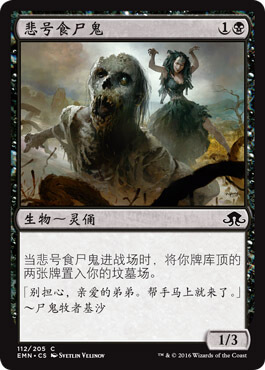 悲号食尸鬼 1
生物～灵俑
当悲号食尸鬼进战场时，将你牌库顶的
两张牌置入你的坟墓场。
「别担心，亲爱的弟弟。帮手马上就来了。」
～尸鬼牧者基沙
1/3
112/205 C
EMN • CS Svetlin Velinov
™ & © 2016 Wizards of the Coast